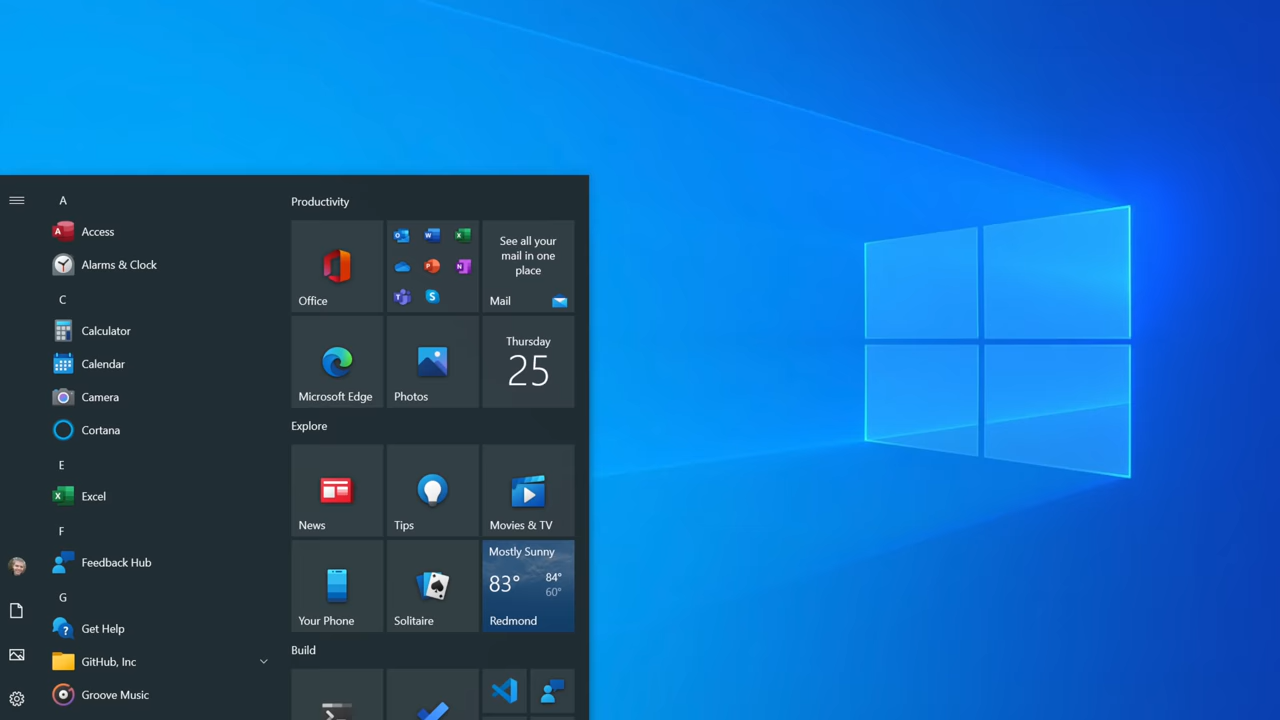 A
Access
Alarms & Clock
C
Calculator
Calendar
Camera
Cortana
E
Excel
F
Feedback Hub
G
Get Help
GitHub, Inc
Groove Music
Productivity
Office
See all your
mail in one
place
Mail
Microsoft Edge
Photos
Thursday
25
Explore
News
Tips
Movies & TV
Your Phone
Solitaire
Mostly Sunny
83°
84°
60°
Redmond
Build